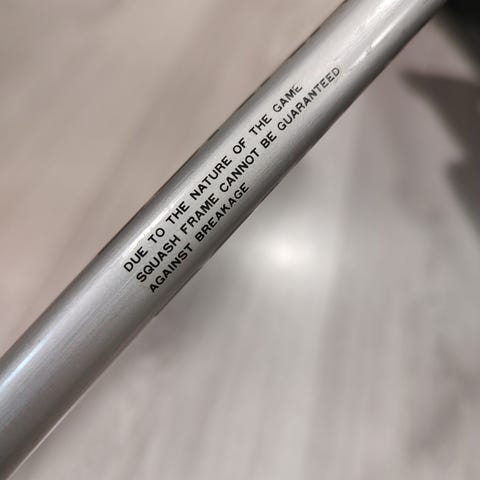 DUE TO THE NATURE OF THE GAME
SQUASH FRAME CANNOT BE GUARANTEED
AGAINST BREAKAGE